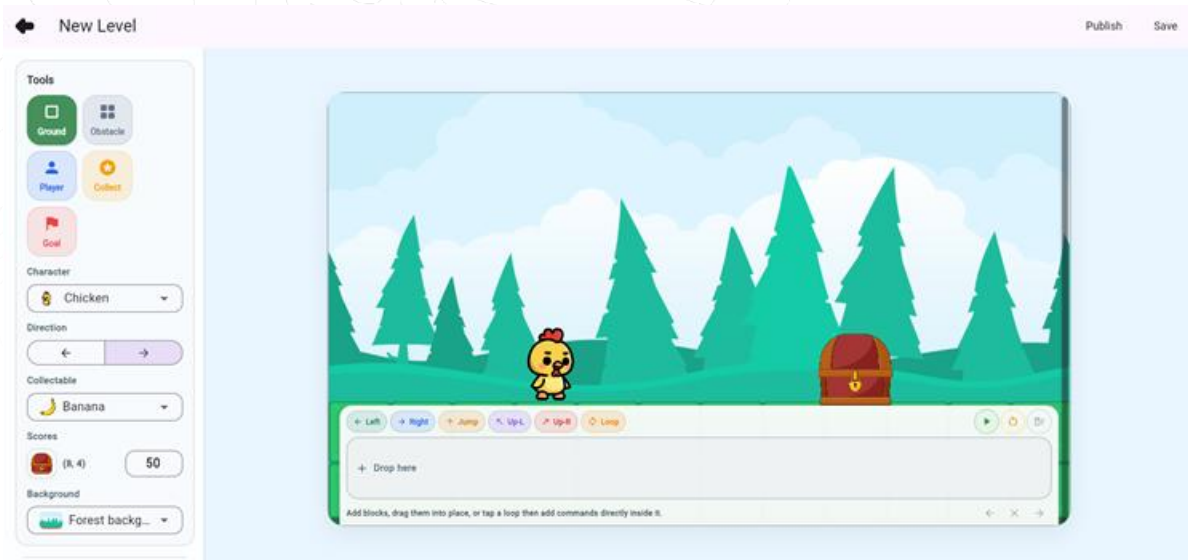 New Level
Publish
Save
Tools
Ground
Obstacle
Player
Collect
Goal
Character
Chicken
Direction
Collectable
Banana
Scores
(8, 4)
50
Background
Forest backg...
← Left
→ Right
↑ Jump
↖ Up-L
↗ Up-R
Loop
+ Drop here
Add blocks, drag them into place, or tap a loop then add commands directly inside it.